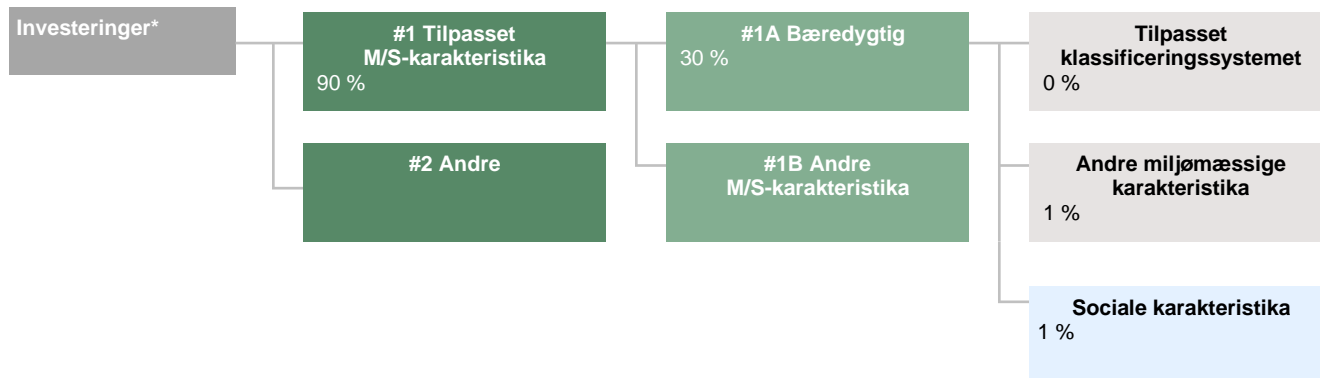 Investeringer*
#1 Tilpasset
M/S-karakteristika
90 %
#2 Andre
#1A Bæredygtig
30 %
#1B Andre
M/S-karakteristika
Tilpasset
klassificeringssystemet
0 %
Andre miljømæssige
karakteristika
1 %
Sociale karakteristika
1 %